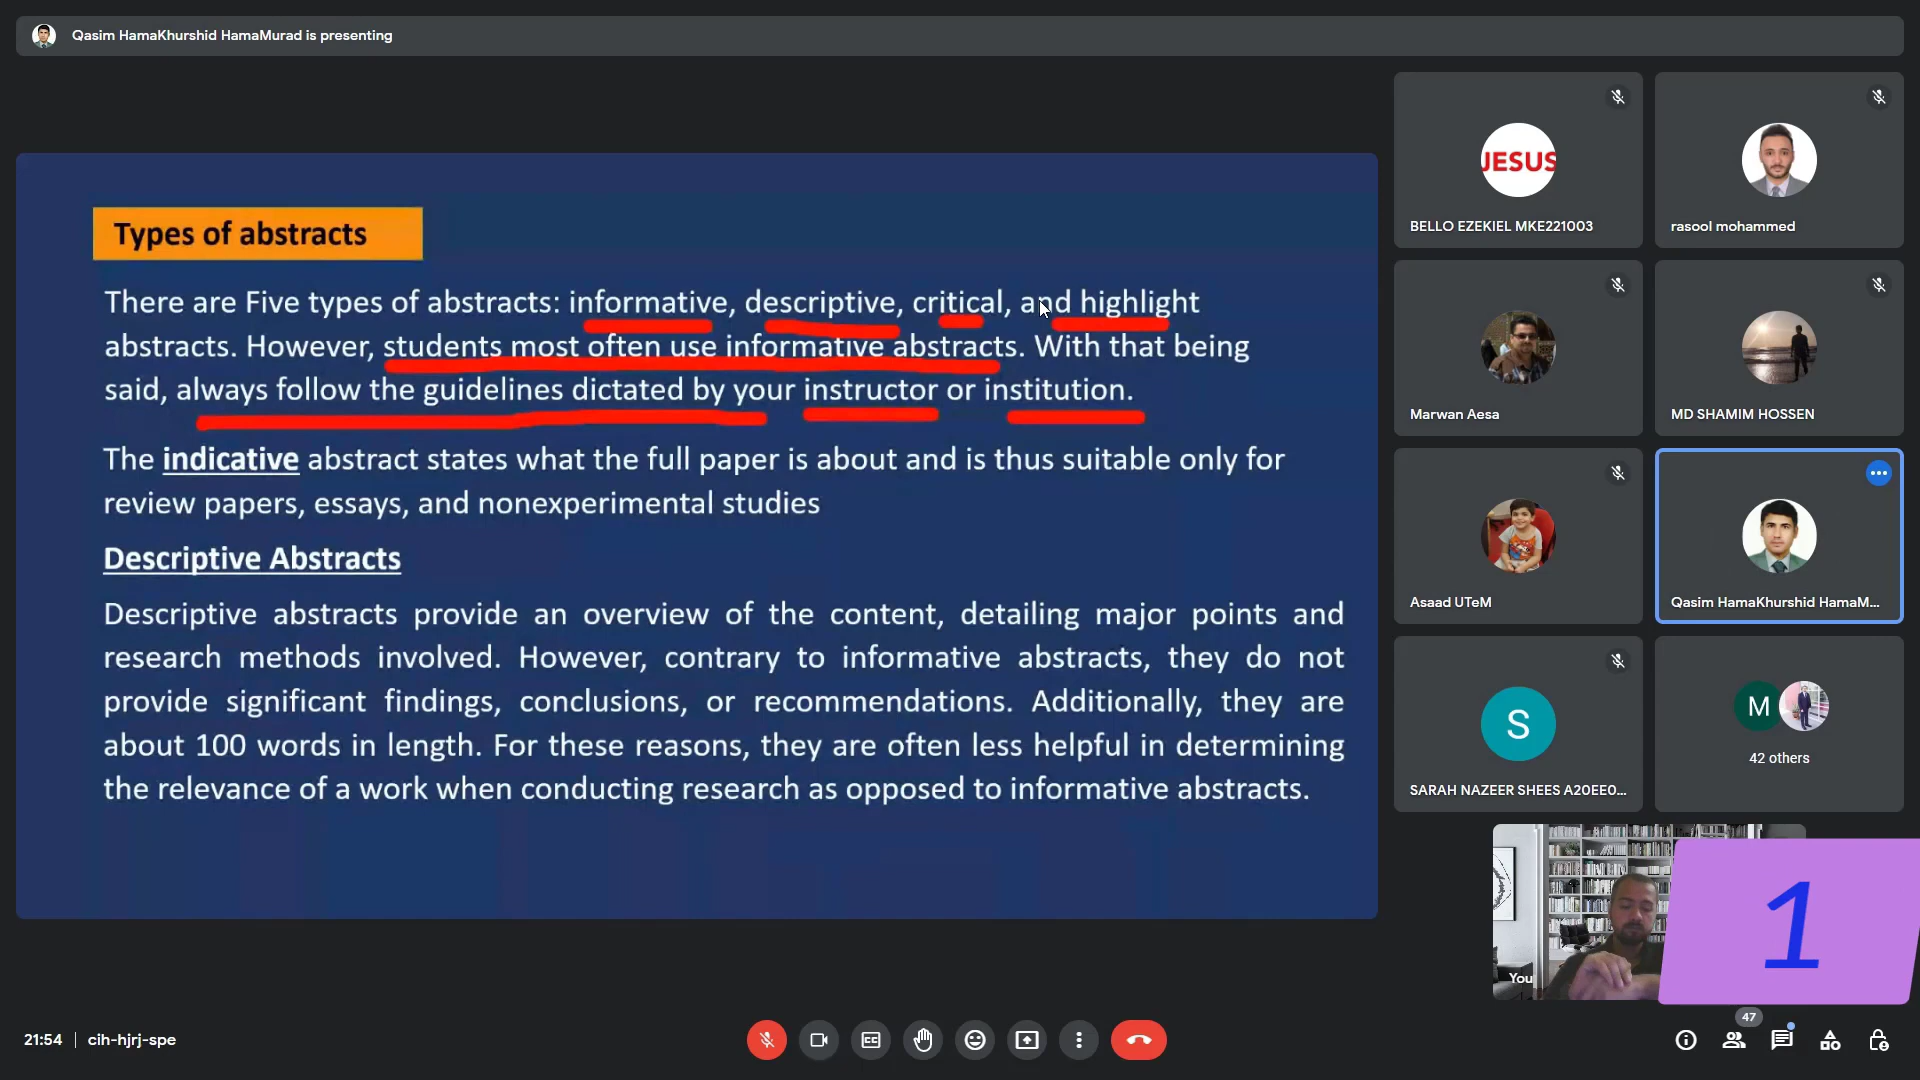 Qasim HamaKhurshid HamaMurad is presenting
Types of abstracts
There are Five types of abstracts: informative, descriptive, critical, and highlight
abstracts. However, students most often use informative abstracts. With that being
said, always follow the guidelines dictated by your instructor or institution.
The indicative abstract states what the full paper is about and is thus suitable only for
review papers, essays, and nonexperimental studies
Descriptive Abstracts
Descriptive abstracts provide an overview of the content, detailing major points and
research methods involved. However, contrary to informative abstracts, they do not
provide significant findings, conclusions, or recommendations. Additionally, they are
about 100 words in length. For these reasons, they are often less helpful in determining
the relevance of a work when conducting research as opposed to informative abstracts.
JESUS
BELLO EZEKIEL MKE221003
rasool mohammed
Marwan Aesa
MD SHAMIM HOSSEN
Asaad UTeM
Qasim HamaKhurshid HamaM...
S
SARAH NAZEER SHEES A20EE0...
M
42 others
You
1
21:54 | cih-hjrj-spe
CC
47